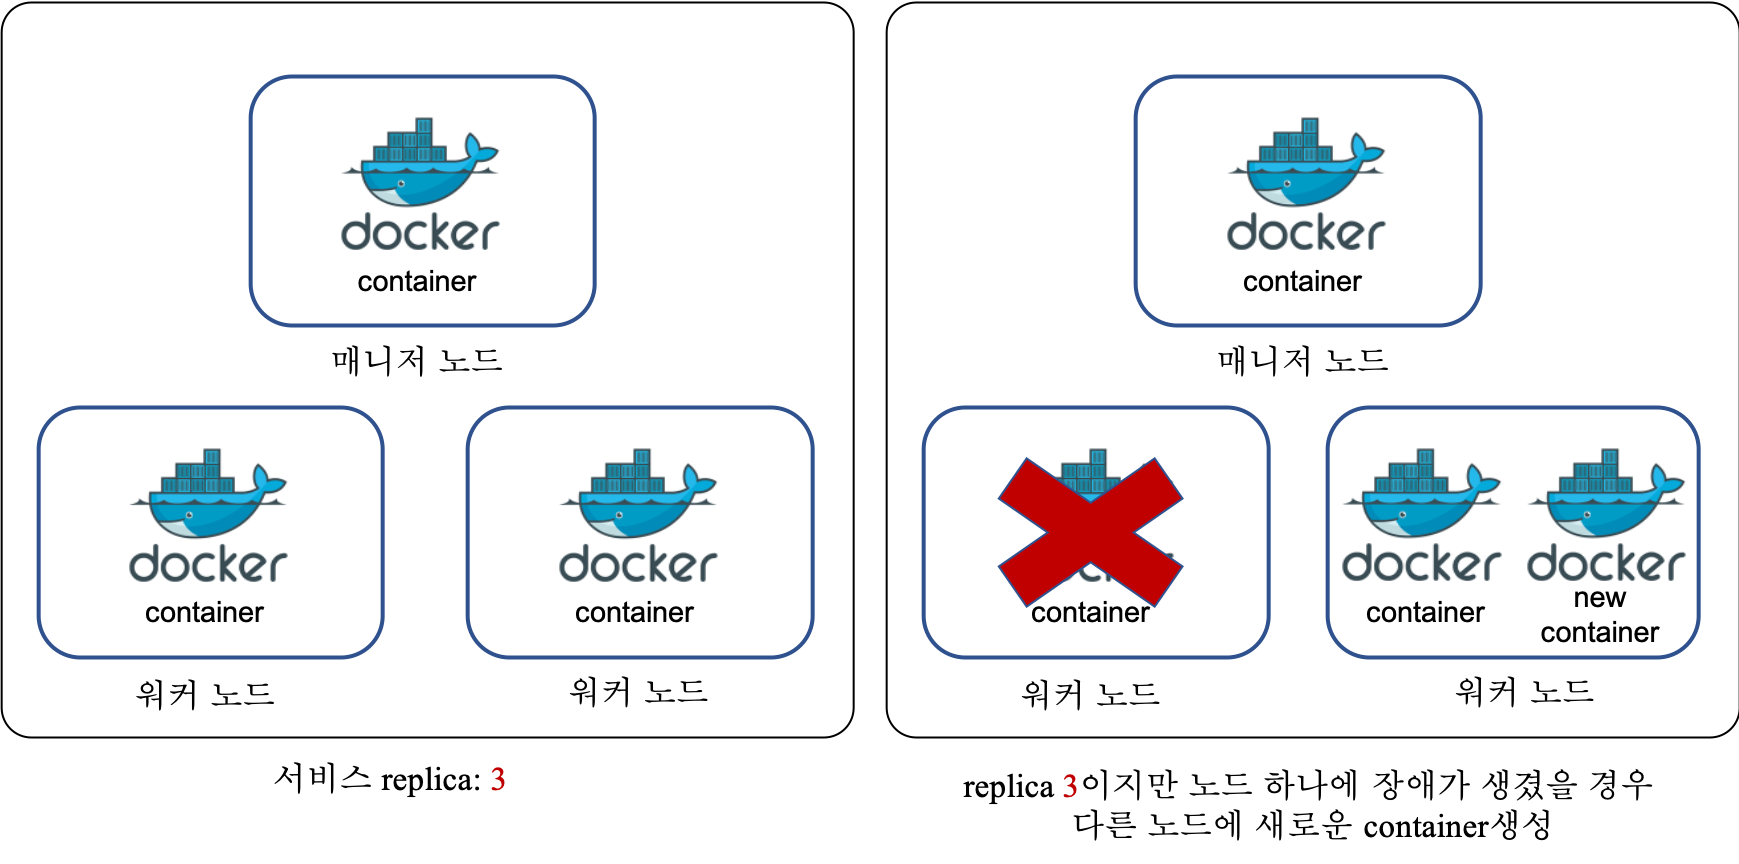 docker
container
매니저 노드
docker
container
워커 노드
docker
container
워커 노드
서비스 replica: 3
docker
container
매니저 노드
container
워커 노드
docker
container
docker
new
container
워커 노드
replica 3이지만 노드 하나에 장애가 생겼을 경우
다른 노드에 새로운 container생성